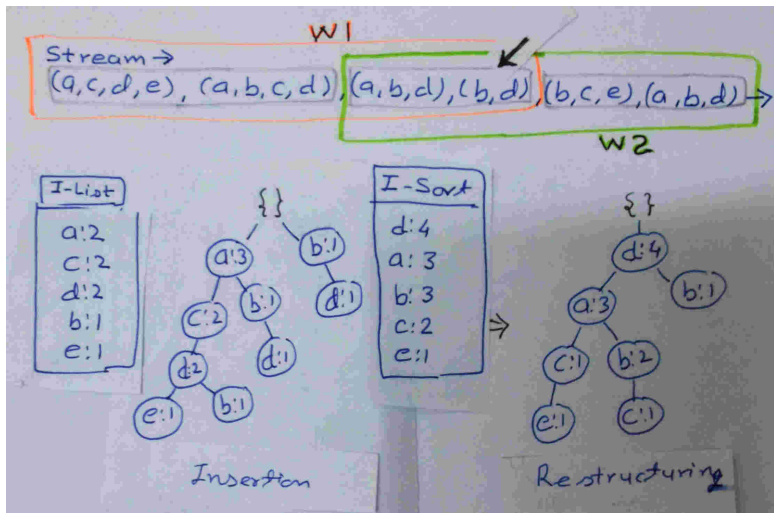 W1
Stream →
(a,c,d,e), (a,b,c,d), (a,b,d), (b,d), (b,c,e), (a,b,d) →
W2
I-List
a:2
c:2
d:2
b:1
e:1
{}
a:3 b:1
c:2 b:1 d:1
d:2 d:1
e:1 b:1
Insertion
I-Sort
d:4
a:3
b:3
c:2
e:1
⇒
{}
d:4
a:3 b:1
c:1 b:2
e:1 c:1
Restructuring